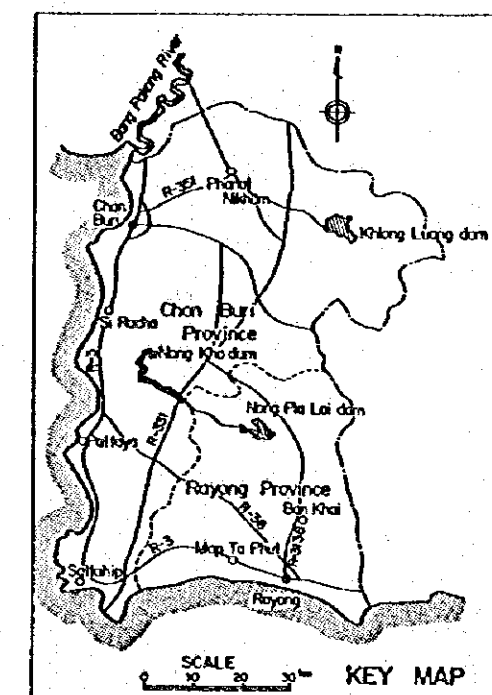 Bang Pakong River
R-351
Phanat
Nikhom
Chon
Buri
Khlong Luang dam
Si Racha
Chon Buri
Province
Nong Kho dam
Nong Pla Lai dam
R-331
Pattaya
Rayong Province
Ban Khai
R-36
R-3
Map Ta Phut
Sattahip
Rayong
SCALE
0 10 20 30 km
KEY MAP